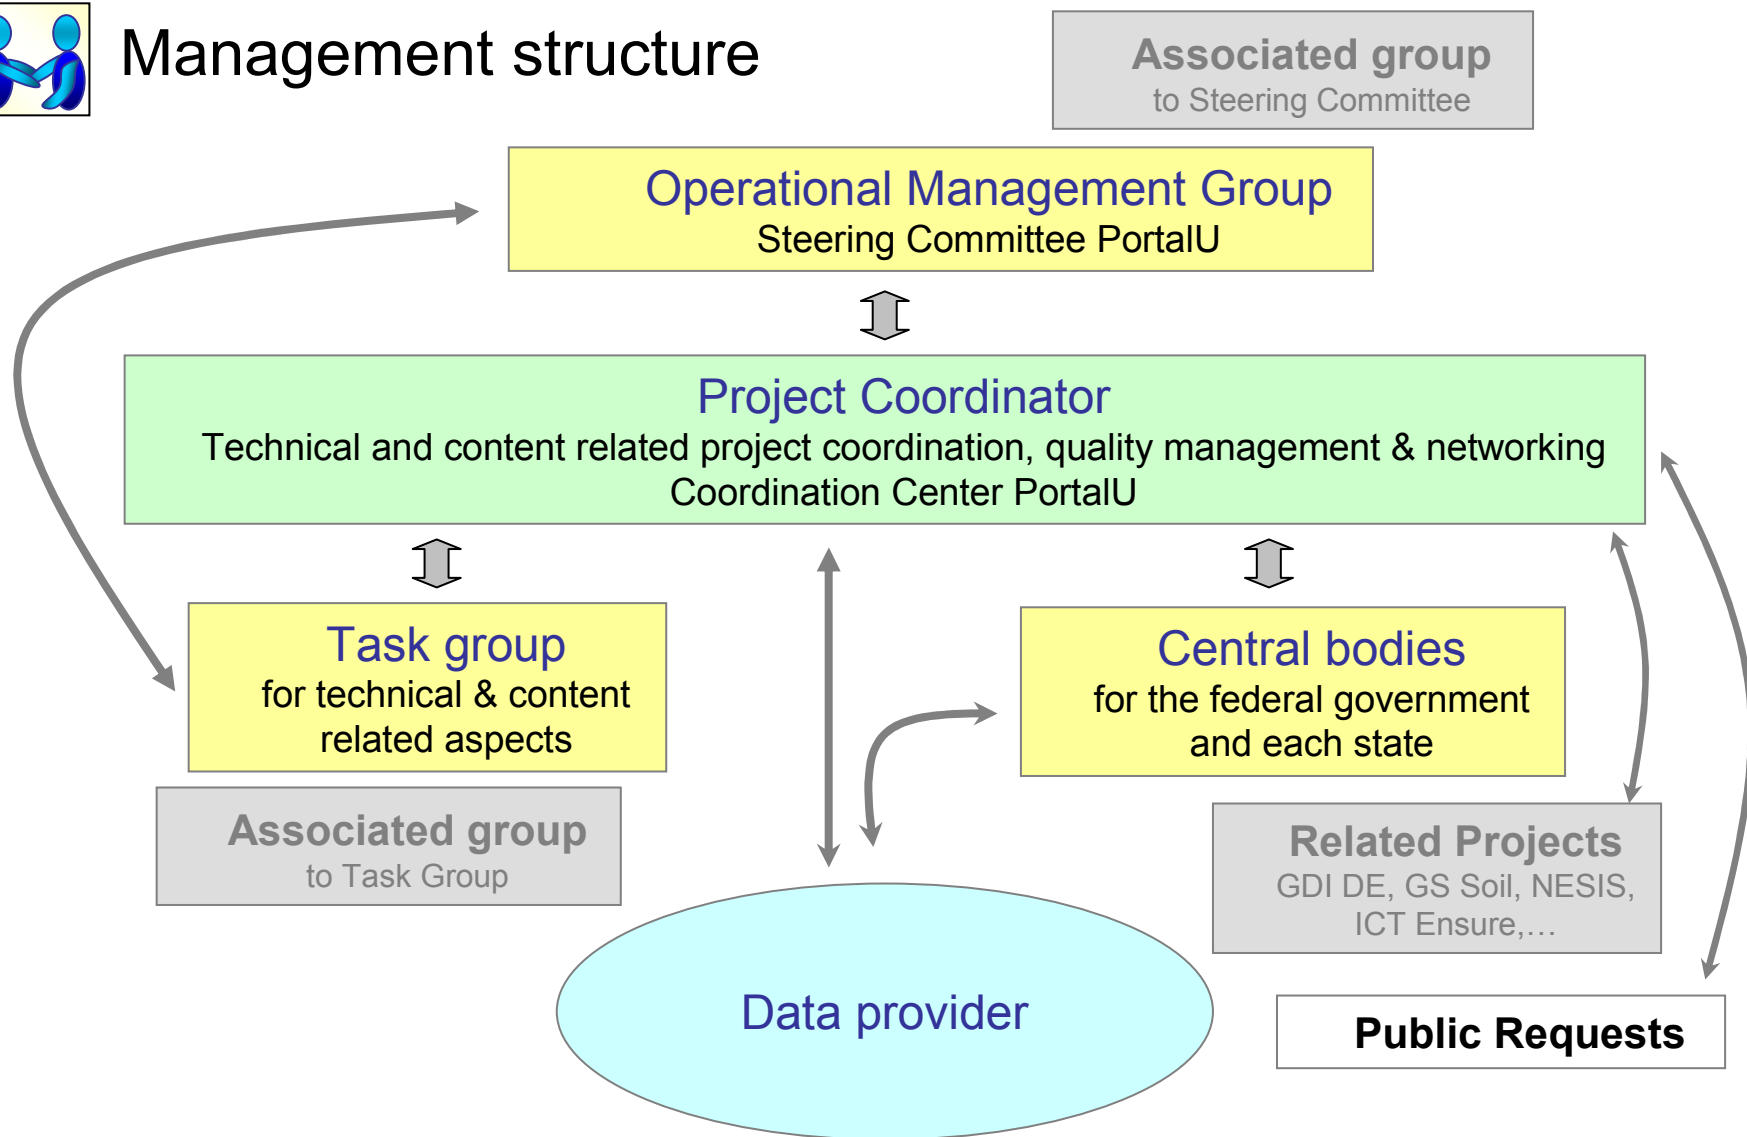 Management structure
Associated group
to Steering Committee
Operational Management Group
Steering Committee PortalU
Project Coordinator
Technical and content related project coordination, quality management & networking
Coordination Center PortalU
Task group
for technical & content
related aspects
Central bodies
for the federal government
and each state
Associated group
to Task Group
Related Projects
GDI DE, GS Soil, NESIS,
ICT Ensure,…
Data provider
Public Requests